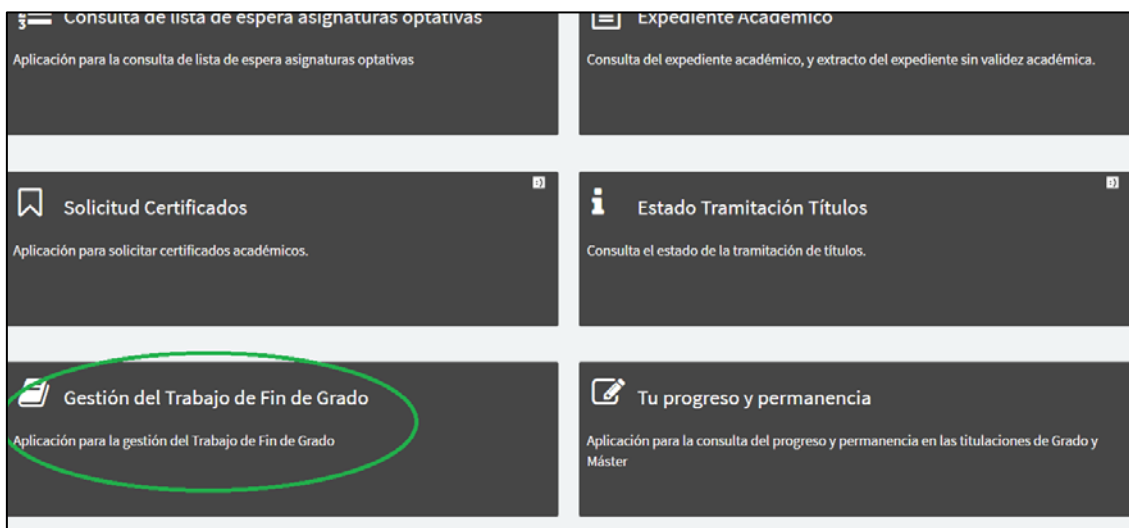 Consulta de lista de espera asignaturas optativas
Aplicación para la consulta de lista de espera asignaturas optativas
Expediente Académico
Consulta del expediente académico, y extracto del expediente sin validez académica.
Solicitud Certificados
Aplicación para solicitar certificados académicos.
Estado Tramitación Títulos
Consulta el estado de la tramitación de títulos.
Gestión del Trabajo de Fin de Grado
Aplicación para la gestión del Trabajo de Fin de Grado
Tu progreso y permanencia
Aplicación para la consulta del progreso y permanencia en las titulaciones de Grado y
Máster